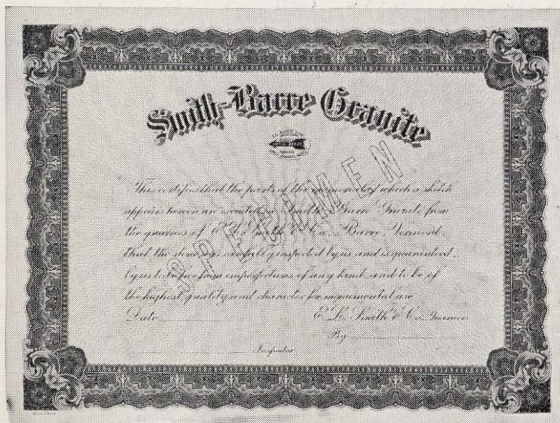 Smith-Barre Granite
SPECIMEN
This certifies that the parts of the memorial of which a sketch
appears hereon are executed in Smith Barre Granite from
the quarries of E. L. Smith & Co., Barre, Vermont,
that the stone was carefully inspected by us and is guaranteed
by us to be free from imperfections of any kind and to be of
the highest quality and character for monumental use
Date
E. L. Smith & Co. Quarriers
By
Inspector